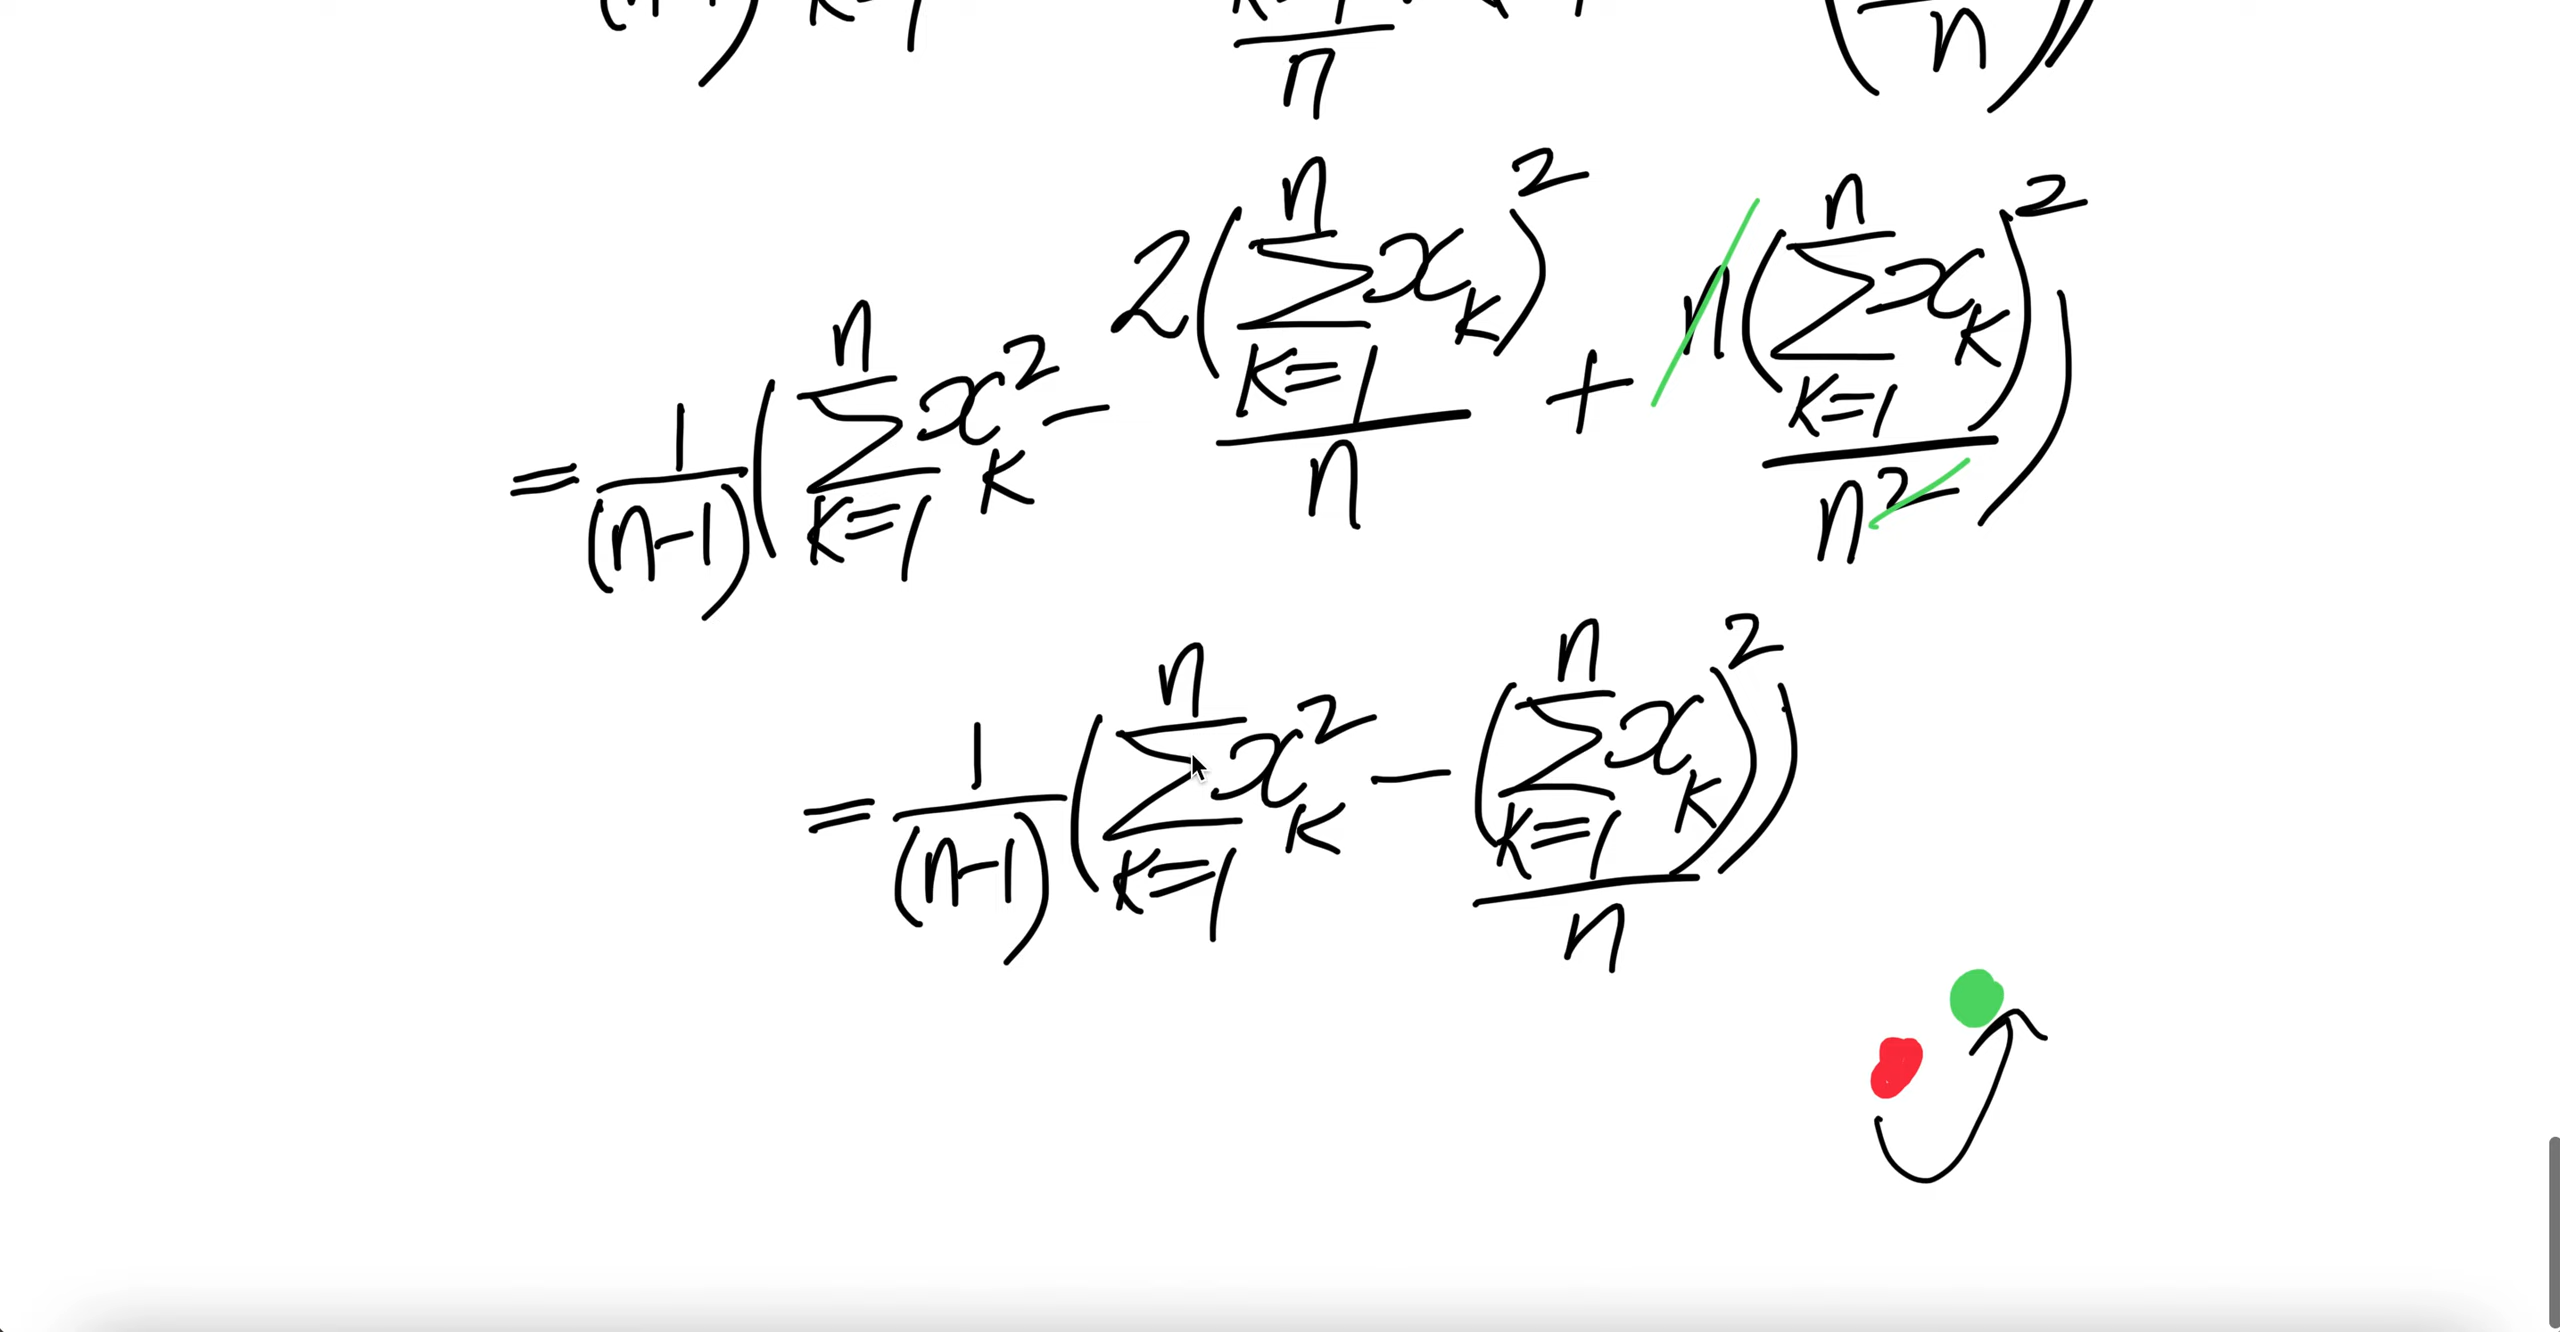 = 1/(n-1) ( n Σ k=1 x_k^2 - 2( n Σ k=1 x_k )^2 / n + n( n Σ k=1 x_k )^2 / n^2 )
= 1/(n-1) ( n Σ k=1 x_k^2 - ( n Σ k=1 x_k )^2 / n )